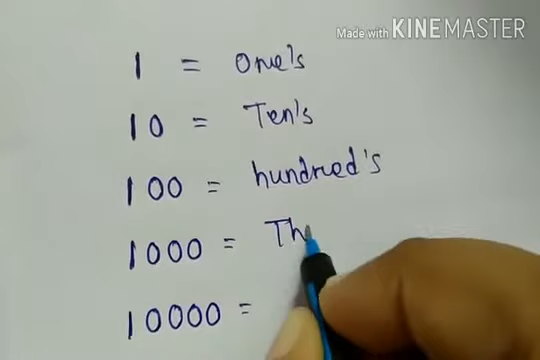 Made with KINEMASTER
1 = One's
10 = Ten's
100 = hundred's
1000 = Th
10000 =